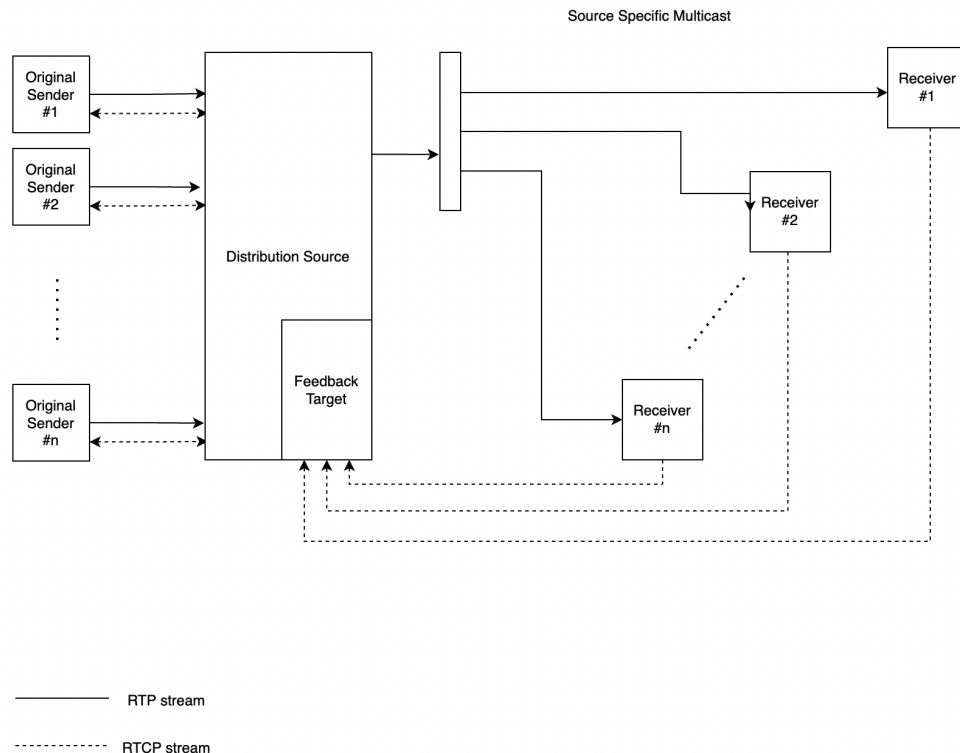 Source Specific Multicast
Original
Sender
#1
Receiver
#1
Original
Sender
#2
Receiver
#2
Distribution Source
Feedback
Target
Original
Sender
#n
Receiver
#n
RTP stream
RTCP stream